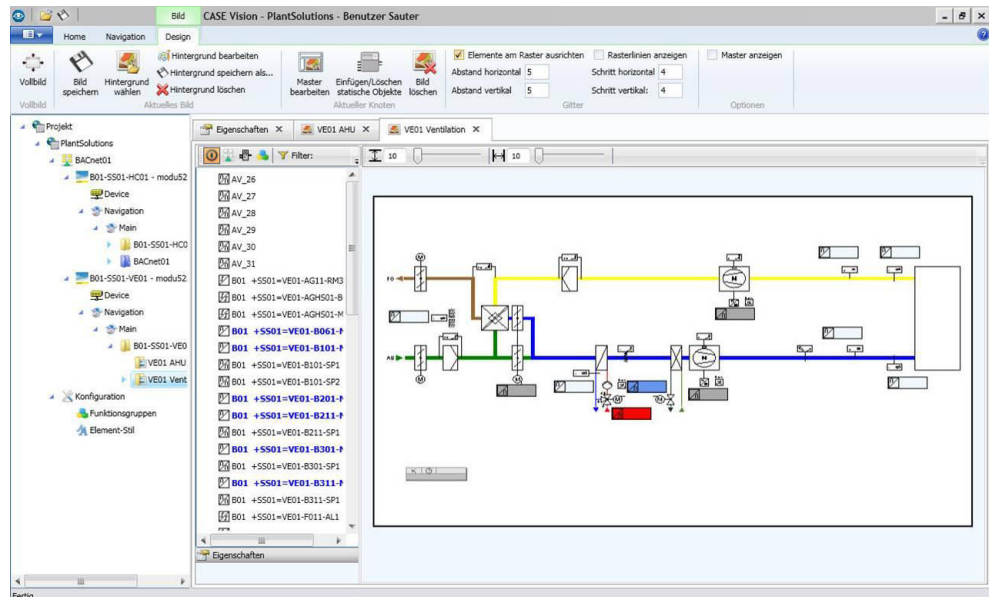 Bild
CASE Vision - PlantSolutions - Benutzer Sauter
Home Navigation Design
Vollbild
Bild speichern
Hintergrund wählen
Hintergrund bearbeiten
Hintergrund speichern als...
Hintergrund löschen
Master bearbeiten
Einfügen/Löschen statische Objekte
Bild löschen
Elemente am Raster ausrichten
Rasterlinien anzeigen
Master anzeigen
Abstand horizontal 5
Schritt horizontal 4
Abstand vertikal 5
Schritt vertikal: 4
Vollbild
Aktuelles Bild
Aktueller Knoten
Gitter
Optionen
Projekt
PlantSolutions
BACnet01
B01-SS01-HC01 - modu52
Device
Navigation
Main
B01-SS01-HC0
BACnet01
B01-SS01-VE01 - modu52
Device
Navigation
Main
B01-SS01-VE0
VE01 AHU
VE01 Vent
Konfiguration
Funktionsgruppen
Element-Stil
Eigenschaften
VE01 AHU
VE01 Ventilation
Filter:
10
10
AV_26
AV_27
AV_28
AV_29
AV_30
AV_31
B01 +SS01=VE01-AG11-RM3
B01 +SS01=VE01-AGHS01-B
B01 +SS01=VE01-AGHS01-M
B01 +SS01=VE01-B061-M
B01 +SS01=VE01-B101-M
B01 +SS01=VE01-B101-SP1
B01 +SS01=VE01-B101-SP2
B01 +SS01=VE01-B201-M
B01 +SS01=VE01-B211-M
B01 +SS01=VE01-B211-SP1
B01 +SS01=VE01-B301-M
B01 +SS01=VE01-B301-SP1
B01 +SS01=VE01-B311-M
B01 +SS01=VE01-B311-SP1
B01 +SS01=VE01-F011-AL1
Eigenschaften
FO
AU
M
M
M
M
M
Fertig